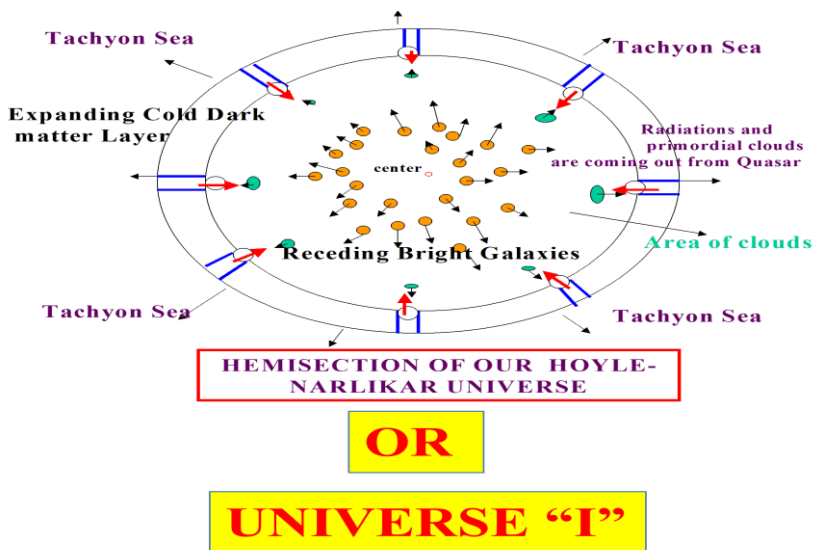 Tachyon Sea
Tachyon Sea
Expanding Cold Dark
matter Layer
Radiations and
primordial clouds
are coming out from Quasar
center
Area of clouds
Receding Bright Galaxies
Tachyon Sea
Tachyon Sea
HEMISECTION OF OUR HOYLE-
NARLIKAR UNIVERSE
OR
UNIVERSE “I”